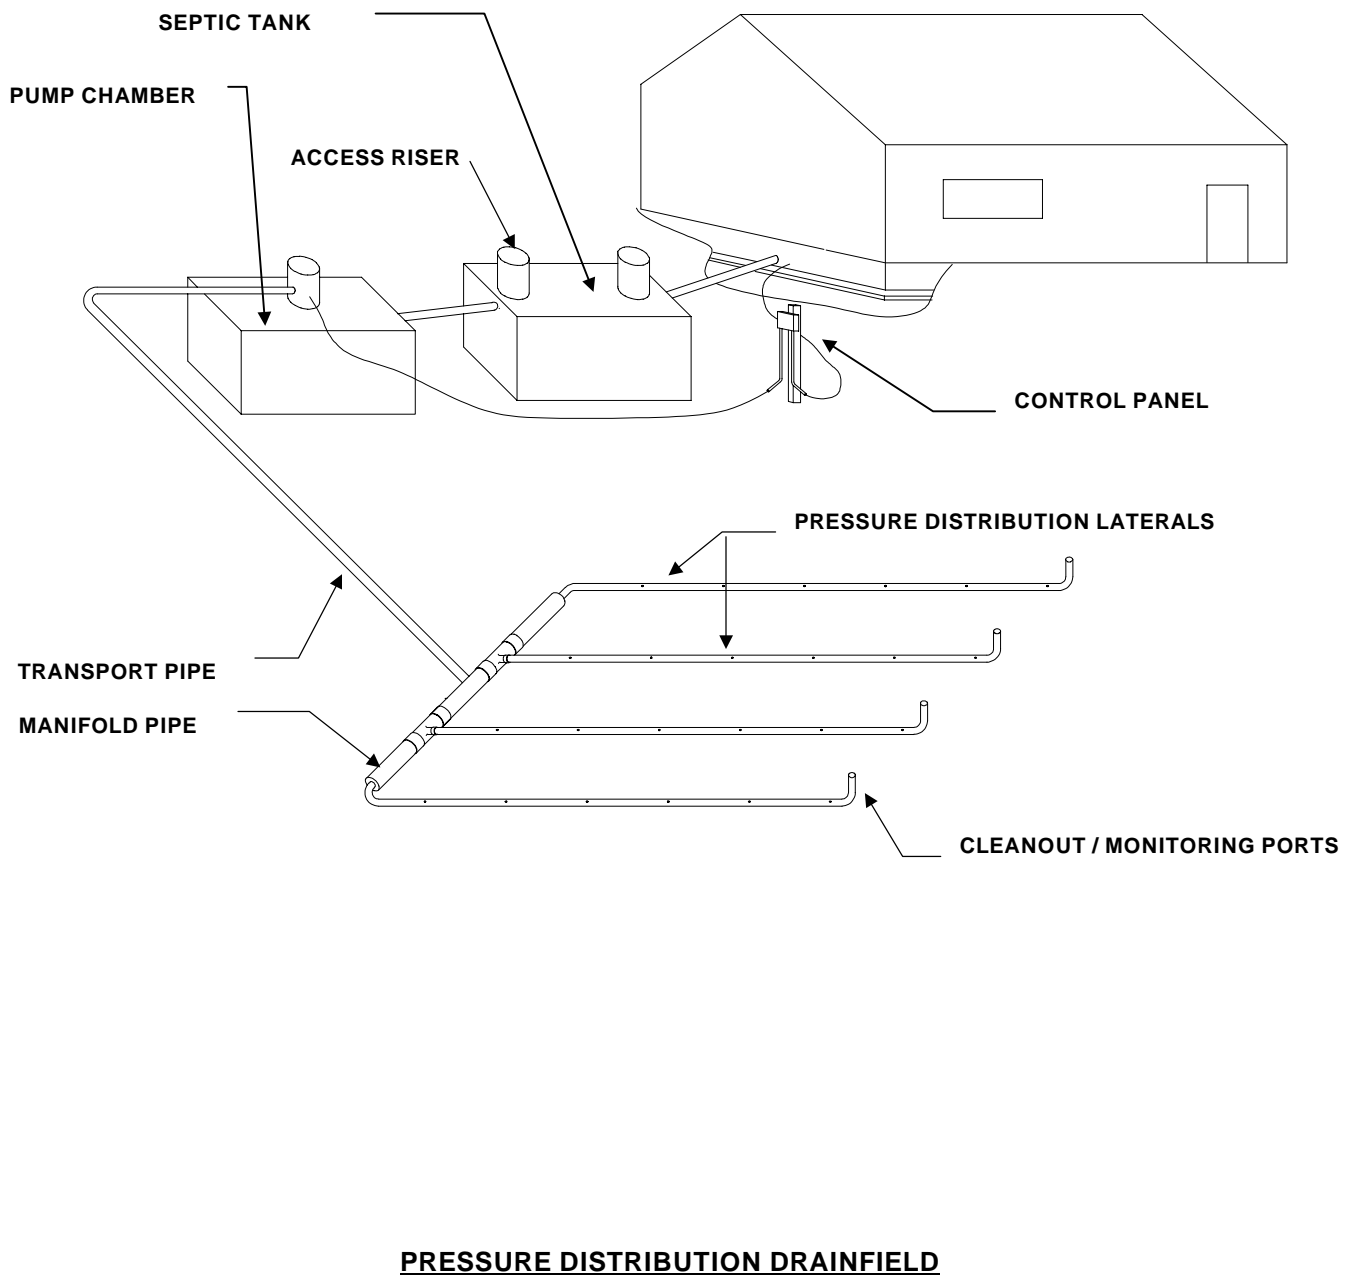 SEPTIC TANK
PUMP CHAMBER
ACCESS RISER
CONTROL PANEL
PRESSURE DISTRIBUTION LATERALS
TRANSPORT PIPE
MANIFOLD PIPE
CLEANOUT / MONITORING PORTS
PRESSURE DISTRIBUTION DRAINFIELD